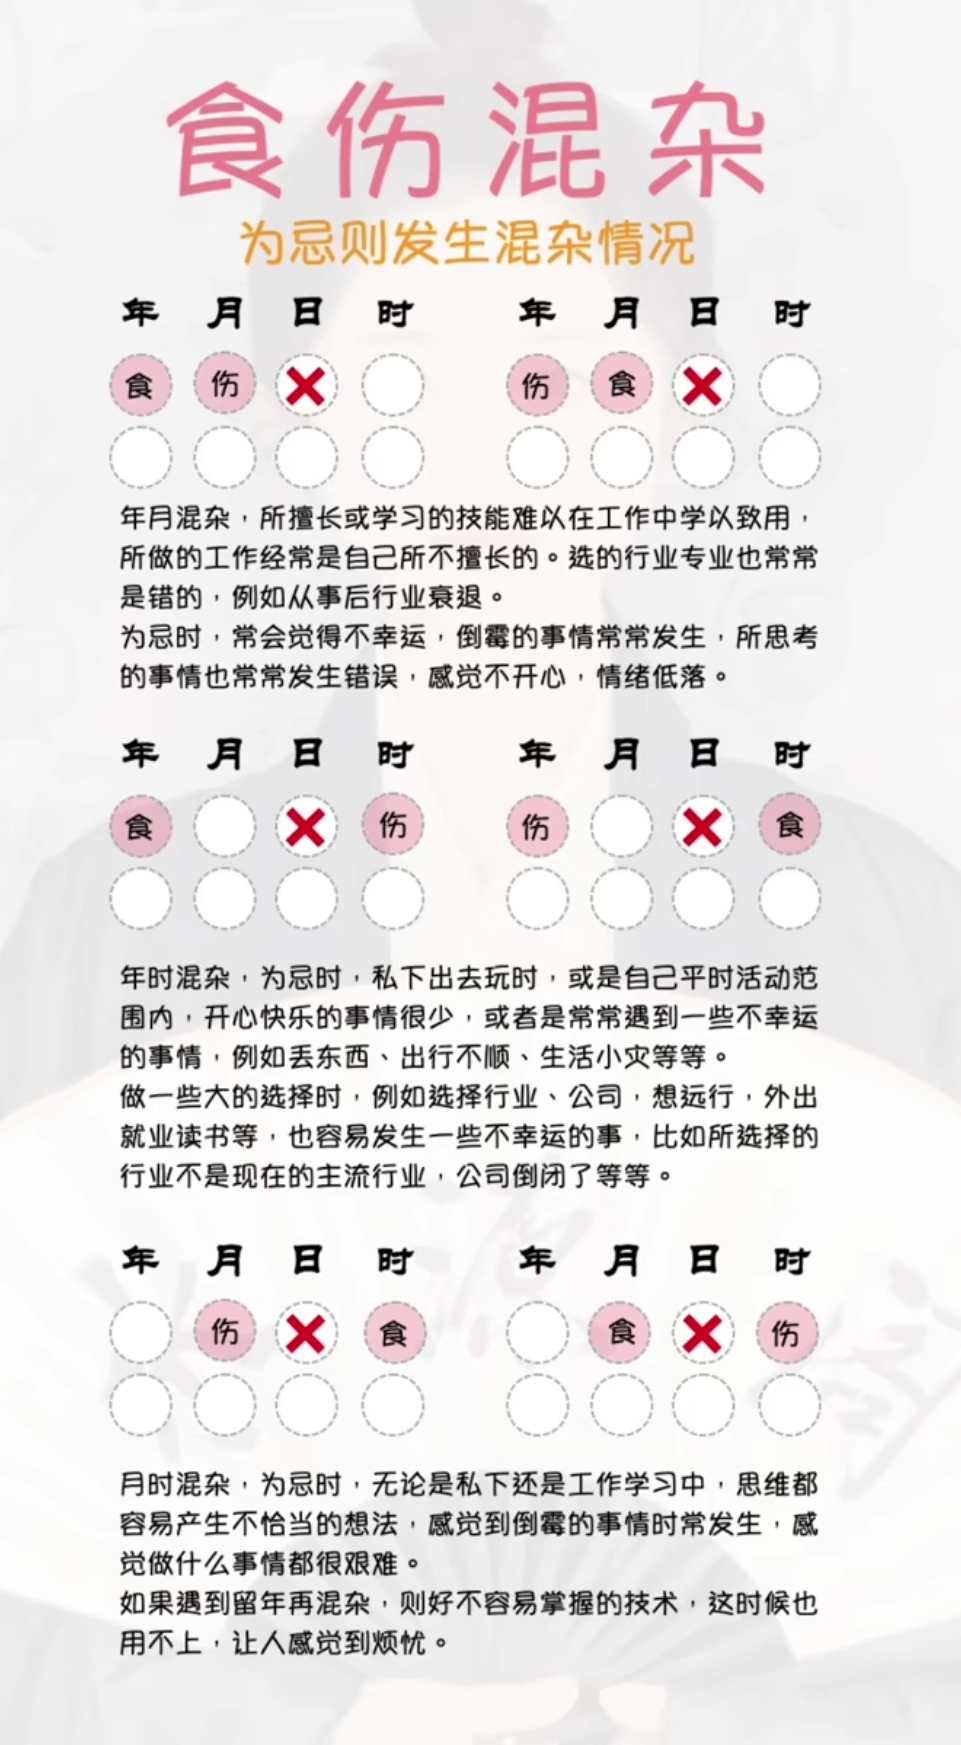 食伤混杂
为忌则发生混杂情况
年 月 日 时 年 月 日 时
食 伤 伤 食
年月混杂，所擅长或学习的技能难以在工作中学以致用，
所做的工作经常是自己所不擅长的。选的行业专业也常常
是错的，例如从事后行业衰退。
为忌时，常会觉得不幸运，倒霉的事情常常发生，所思考
的事情也常常发生错误，感觉不开心，情绪低落。
年 月 日 时 年 月 日 时
食 伤 伤 食
年时混杂，为忌时，私下出去玩时，或是自己平时活动范
围内，开心快乐的事情很少，或者是常常遇到一些不幸运
的事情，例如丢东西、出行不顺、生活小灾等等。
做一些大的选择时，例如选择行业、公司，想远行，外出
就业读书等，也容易发生一些不幸运的事，比如所选择的
行业不是现在的主流行业，公司倒闭了等等。
年 月 日 时 年 月 日 时
伤 食 食 伤
月时混杂，为忌时，无论是私下还是工作学习中，思维都
容易产生不恰当的想法，感觉到倒霉的事情时常发生，感
觉做什么事情都很艰难。
如果遇到留年再混杂，则好不容易掌握的技术，这时候也
用不上，让人感觉到烦忧。